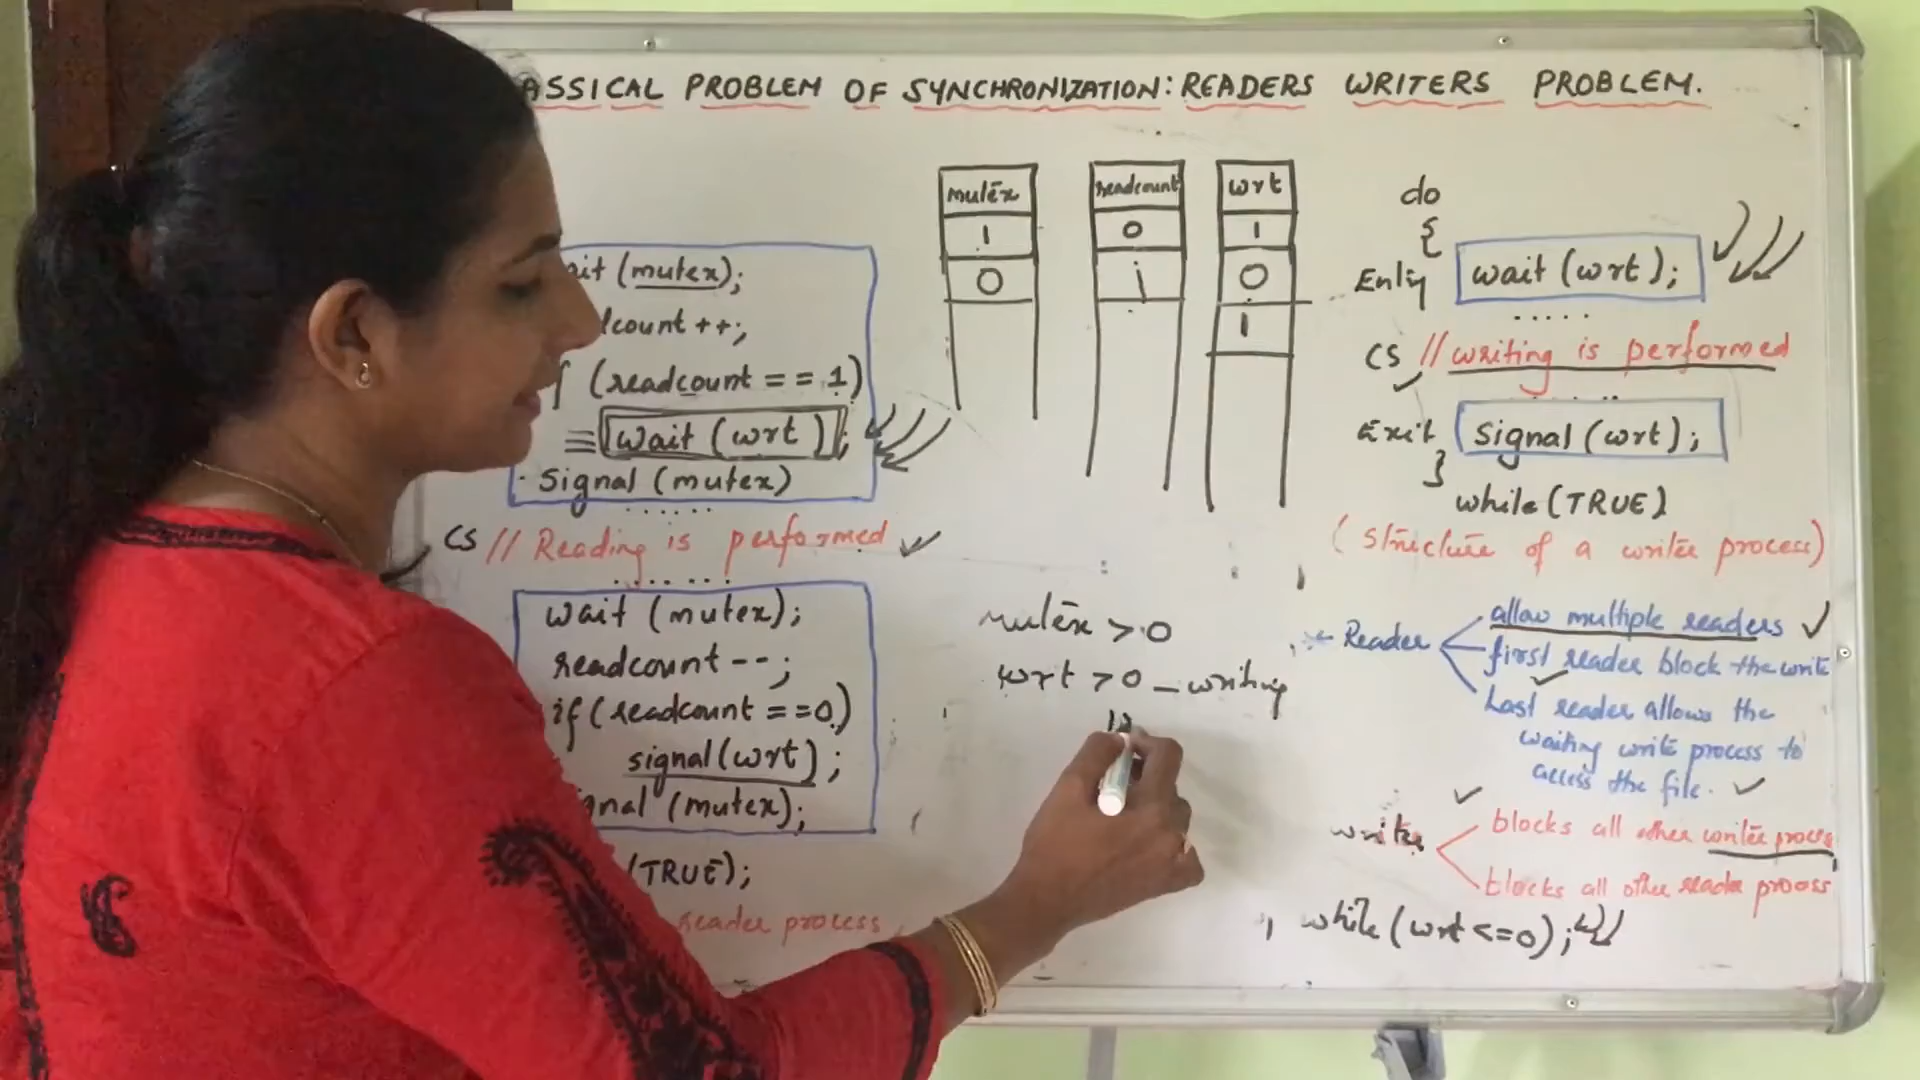 ASSICAL PROBLEM OF SYNCHRONIZATION: READERS WRITERS PROBLEM.
ait (mutex);
dcount ++;
f (readcount == 1)
wait (wrt);
signal (mutex)
.....
CS // Reading is performed
.....
wait (mutex);
readcount --;
if (readcount ==0)
signal (wrt);
gnal (mutex);
(TRUE);
reader process
mutex
1
0
readcount
0
1
wrt
1
0
1
mutex > 0
wrt > 0 — writing
do
{
Entry wait (wrt);
.....
CS // writing is performed
.....
Exit signal (wrt);
}
while (TRUE)
(structure of a writer process)
Reader
allow multiple readers
first reader block the write
Last reader allows the
waiting write process to
access the file.
writer
blocks all other writer process
blocks all other reader process
while (wrt <= 0);